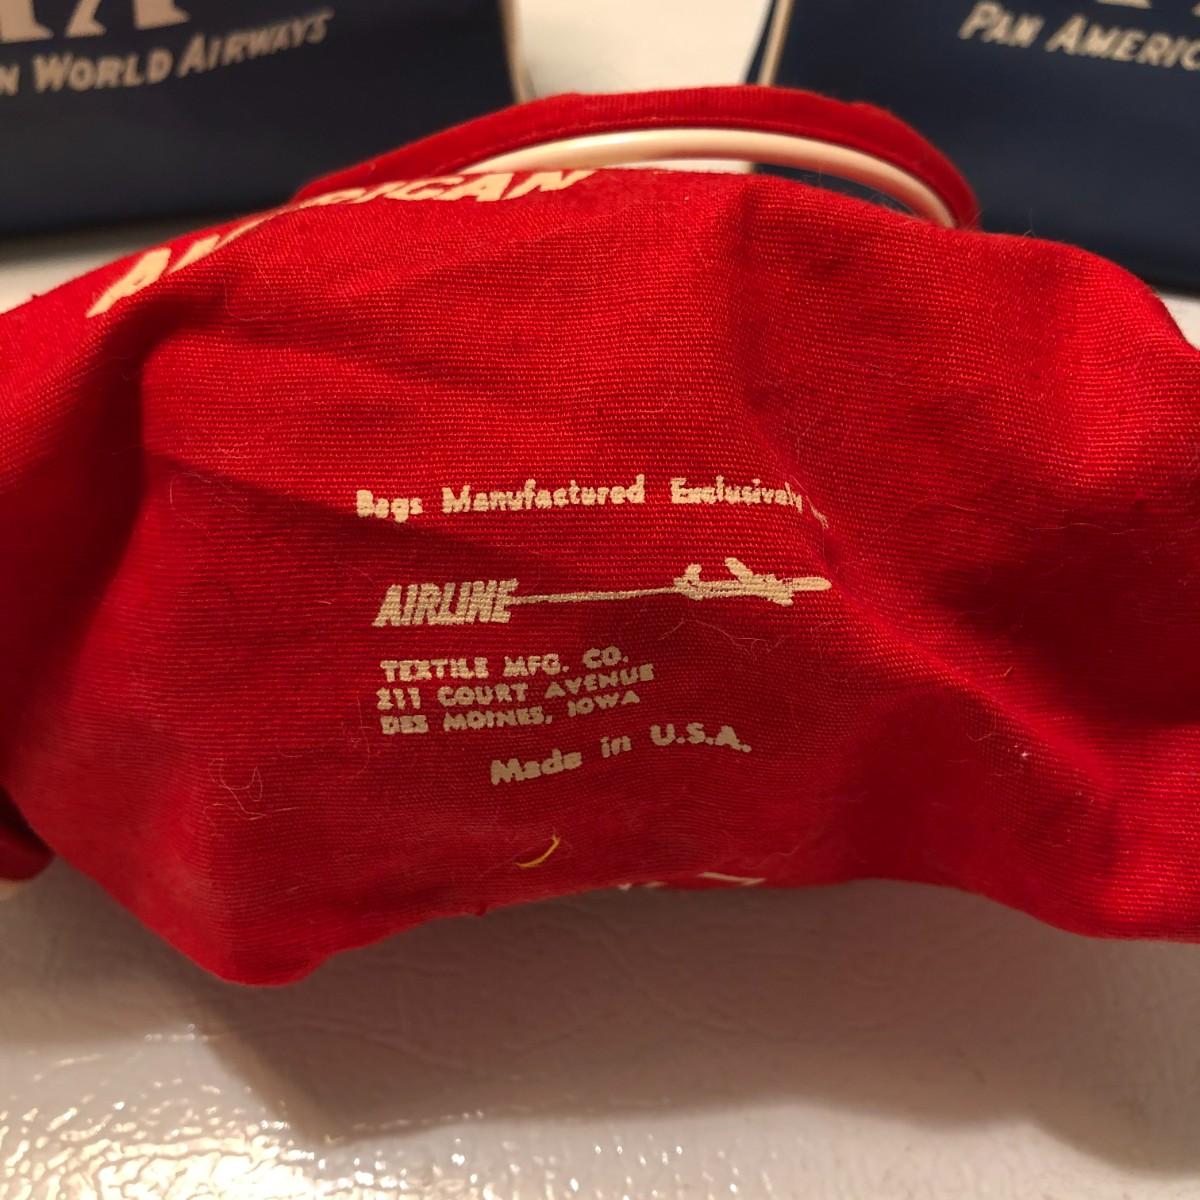 N WORLD AIRWAYS
PAN AMERIC
AMERICAN
Bags Manufactured Exclusively
AIRLINE
TEXTILE MFG. CO.
211 COURT AVENUE
DES MOINES, IOWA
Made in U.S.A.